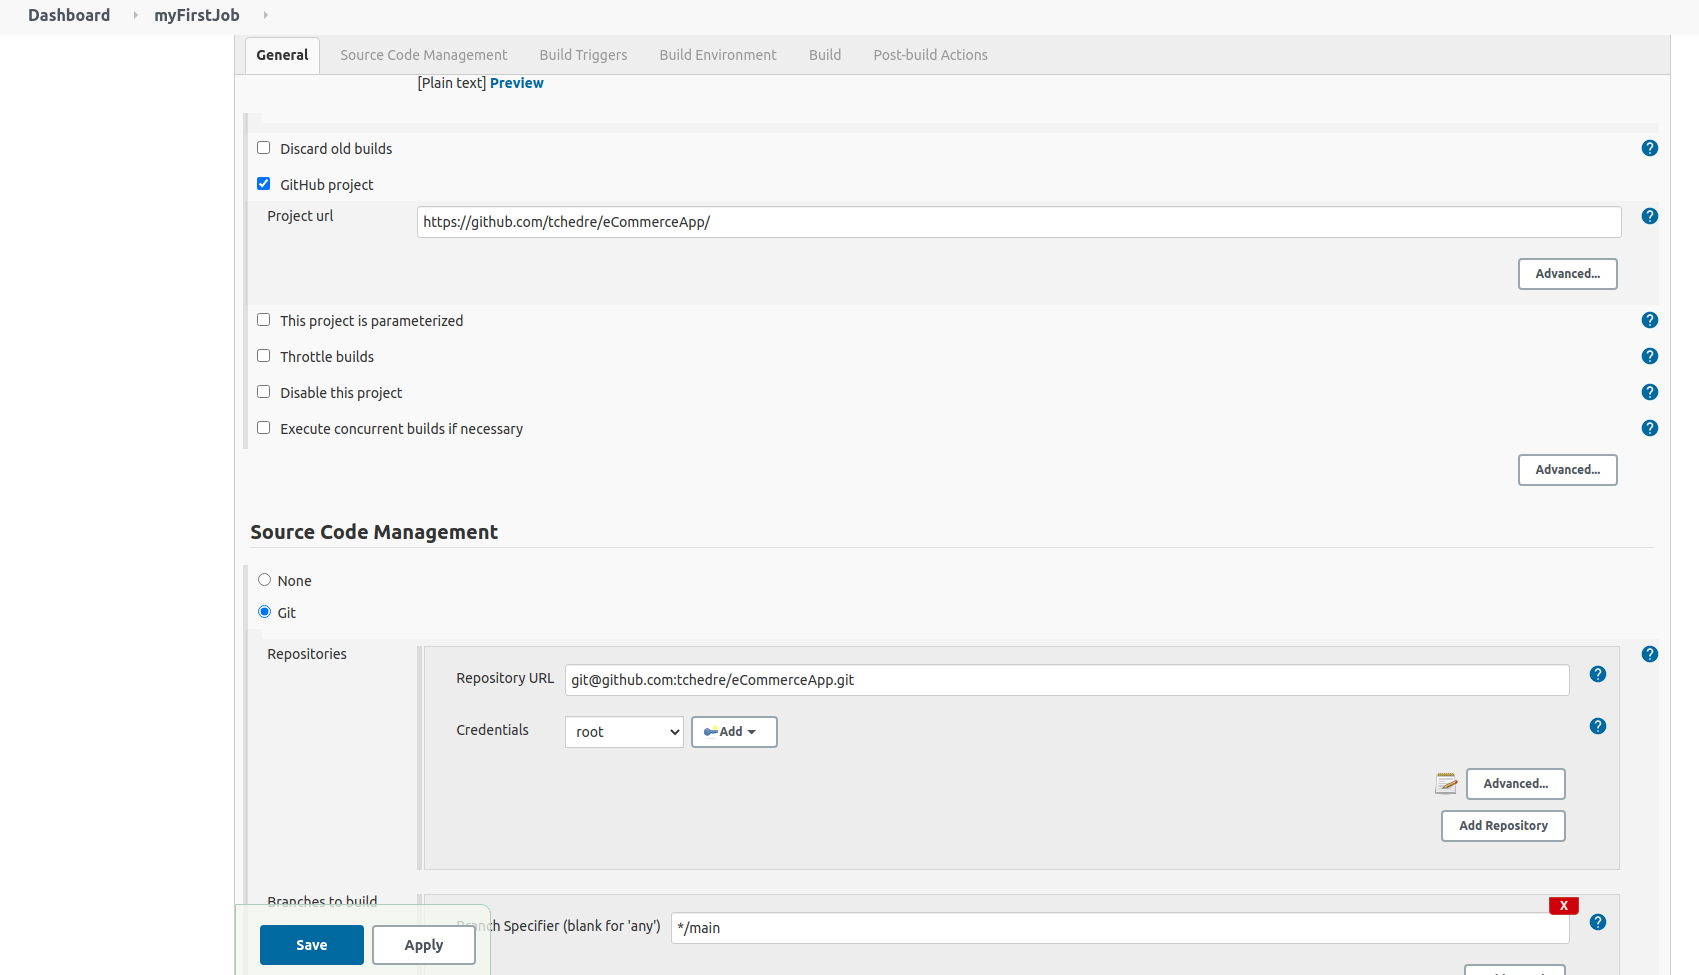 Dashboard myFirstJob
General Source Code Management Build Triggers Build Environment Build Post-build Actions
[Plain text] Preview
Discard old builds ?
GitHub project
Project url https://github.com/tchedre/eCommerceApp/ ?
Advanced...
This project is parameterized ?
Throttle builds ?
Disable this project ?
Execute concurrent builds if necessary ?
Advanced...
Source Code Management
None
Git
Repositories ?
Repository URL git@github.com:tchedre/eCommerceApp.git ?
Credentials root Add ?
Advanced...
Add Repository
Branches to build
X
Branch Specifier (blank for 'any') */main ?
Save Apply